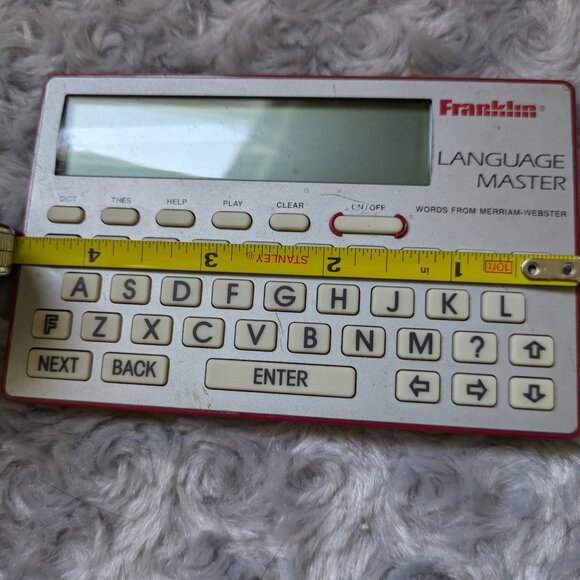 Franklin®
LANGUAGE
MASTER
WORDS FROM MERRIAM-WEBSTER
DICT THES HELP PLAY CLEAR ON/OFF
4 3 STANLEY® 2 in 1 10ft
A S D F G H J K L
F Z X C V B N M ?
NEXT BACK ENTER